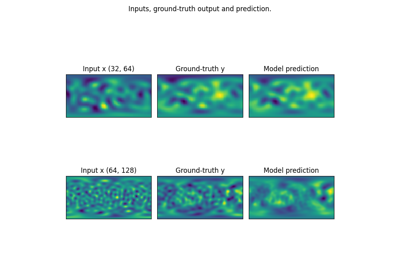 Inputs, ground-truth output and prediction.
Input x (32, 64) Ground-truth y Model prediction
Input x (64, 128) Ground-truth y Model prediction